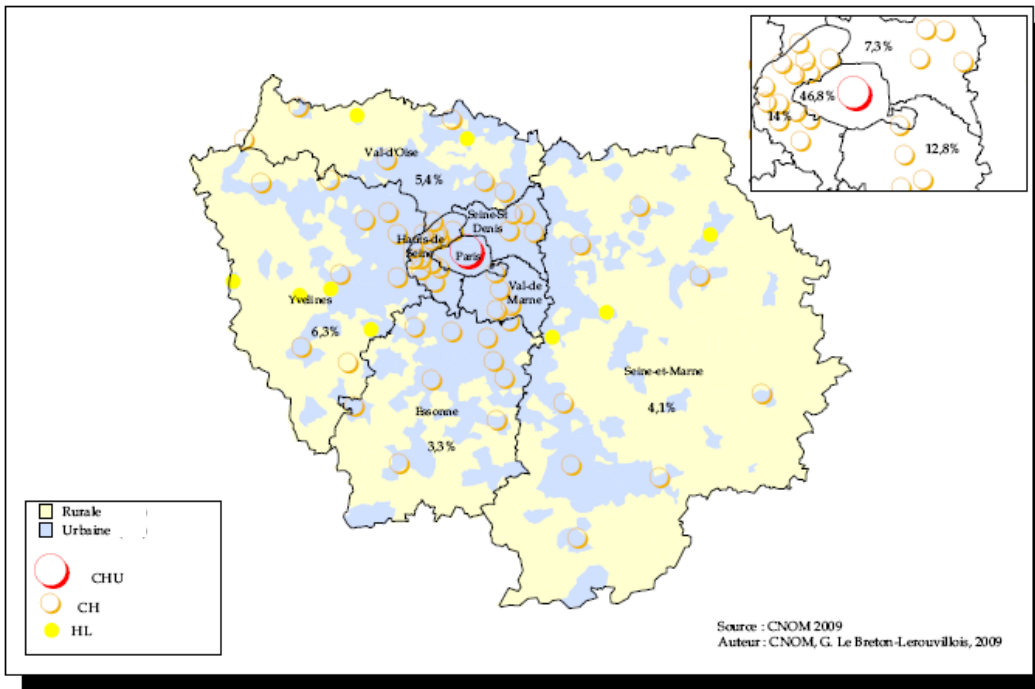 7,3%
46,8%
14%
12,8%
Val-d'Oise
5,4%
Seine-St
Denis
Hauts-de
Seine
Paris
Val-de
Marne
Yvelines
6,3%
Seine-et-Marne
4,1%
Essonne
3,3%
Rurale
Urbaine
CHU
CH
HL
Source : CNOM 2009
Auteur : CNOM, G. Le Breton-Lerouvillois, 2009